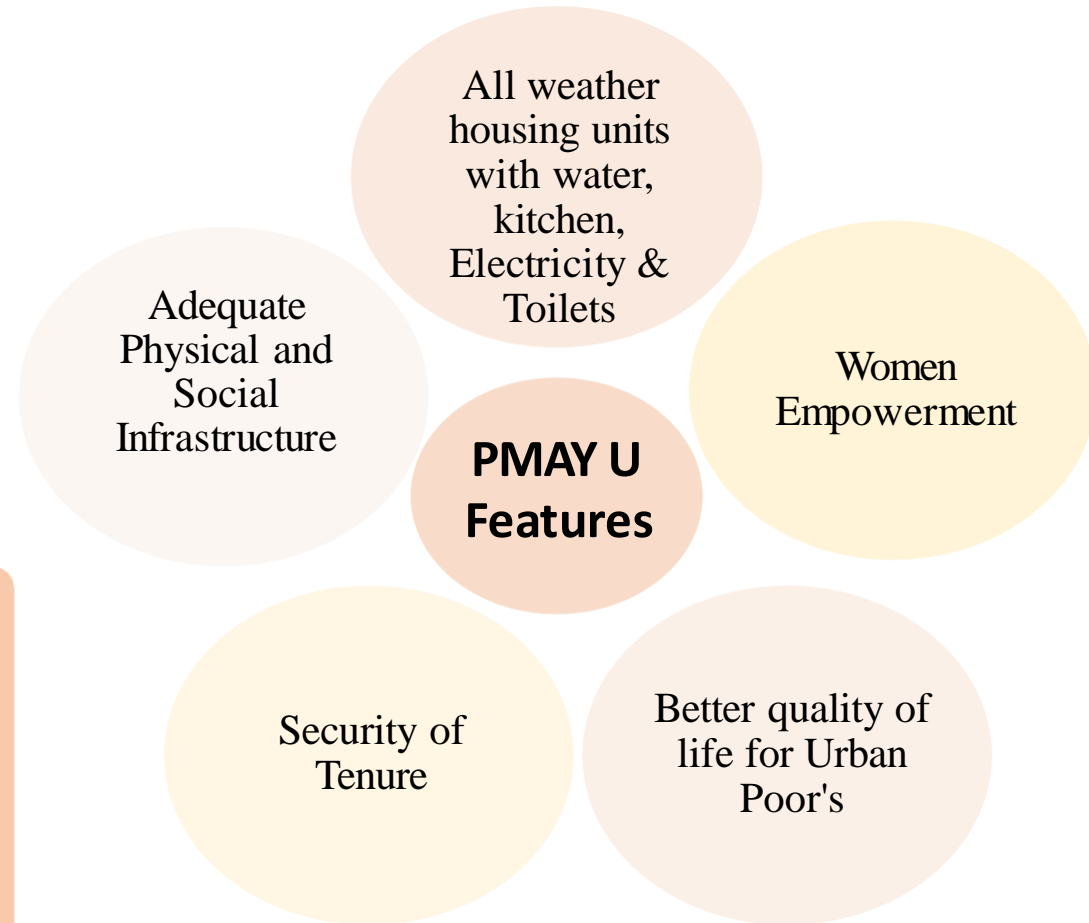 All weather
housing units
with water,
kitchen,
Electricity &
Toilets
Adequate
Physical and
Social
Infrastructure
Women
Empowerment
PMAY U
Features
Security of
Tenure
Better quality of
life for Urban
Poor's